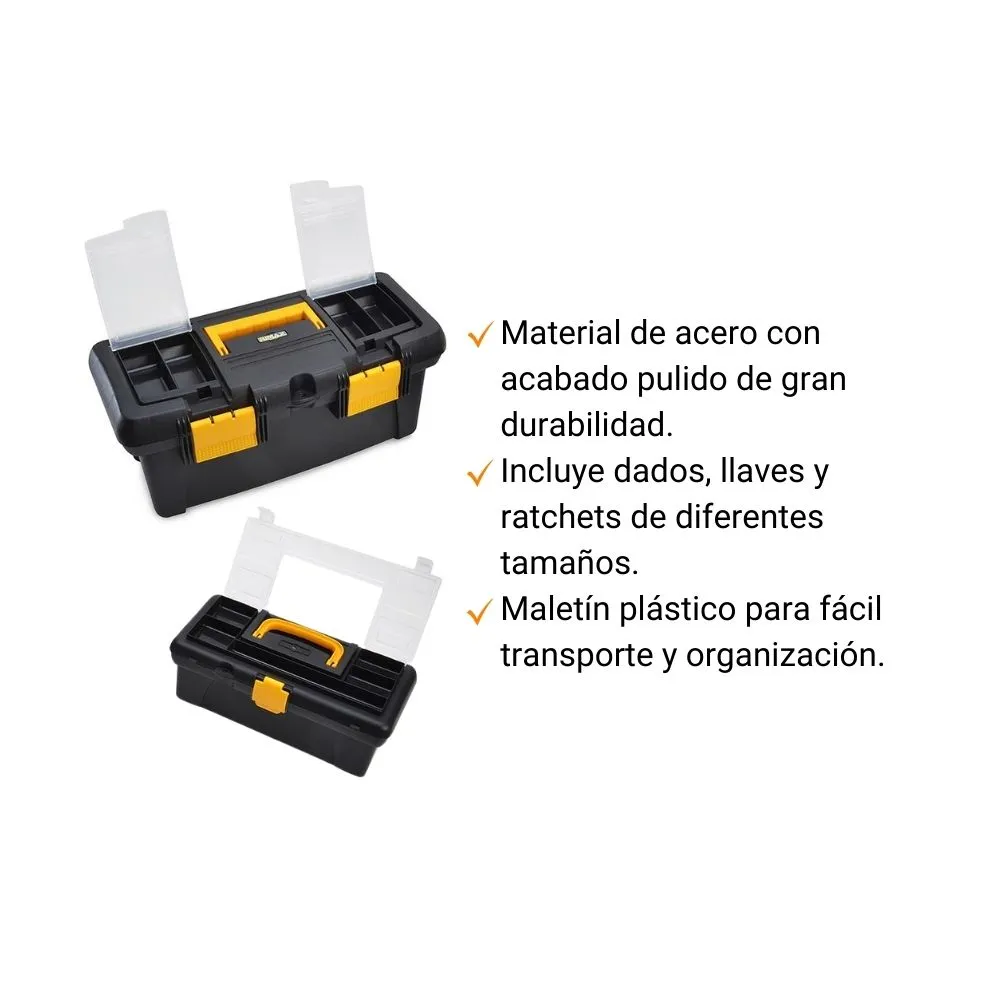 Material de acero con
acabado pulido de gran
durabilidad.
Incluye dados, llaves y
ratchets de diferentes
tamaños.
Maletín plástico para fácil
transporte y organización.